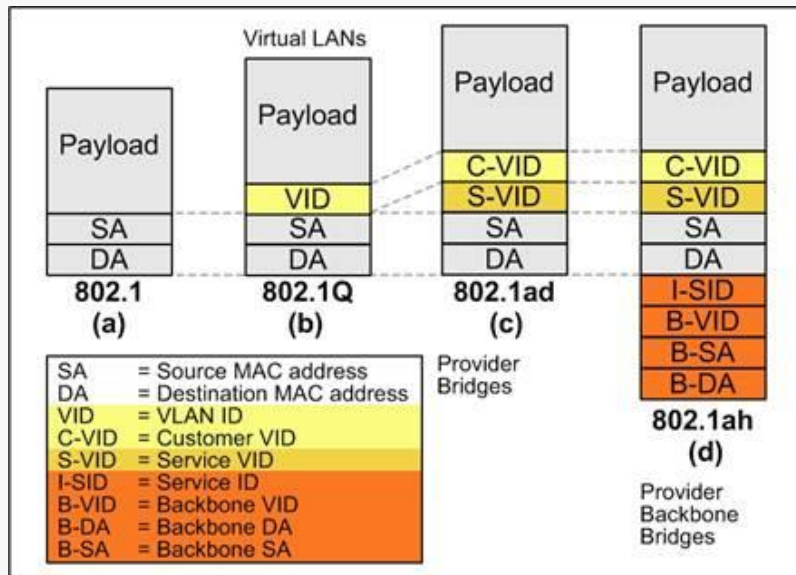 Virtual LANs
Payload
SA
DA
802.1
(a)
Payload
VID
SA
DA
802.1Q
(b)
Payload
C-VID
S-VID
SA
DA
802.1ad
(c)
Provider
Bridges
Payload
C-VID
S-VID
SA
DA
I-SID
B-VID
B-SA
B-DA
802.1ah
(d)
Provider
Backbone
Bridges
SA = Source MAC address
DA = Destination MAC address
VID = VLAN ID
C-VID = Customer VID
S-VID = Service VID
I-SID = Service ID
B-VID = Backbone VID
B-DA = Backbone DA
B-SA = Backbone SA